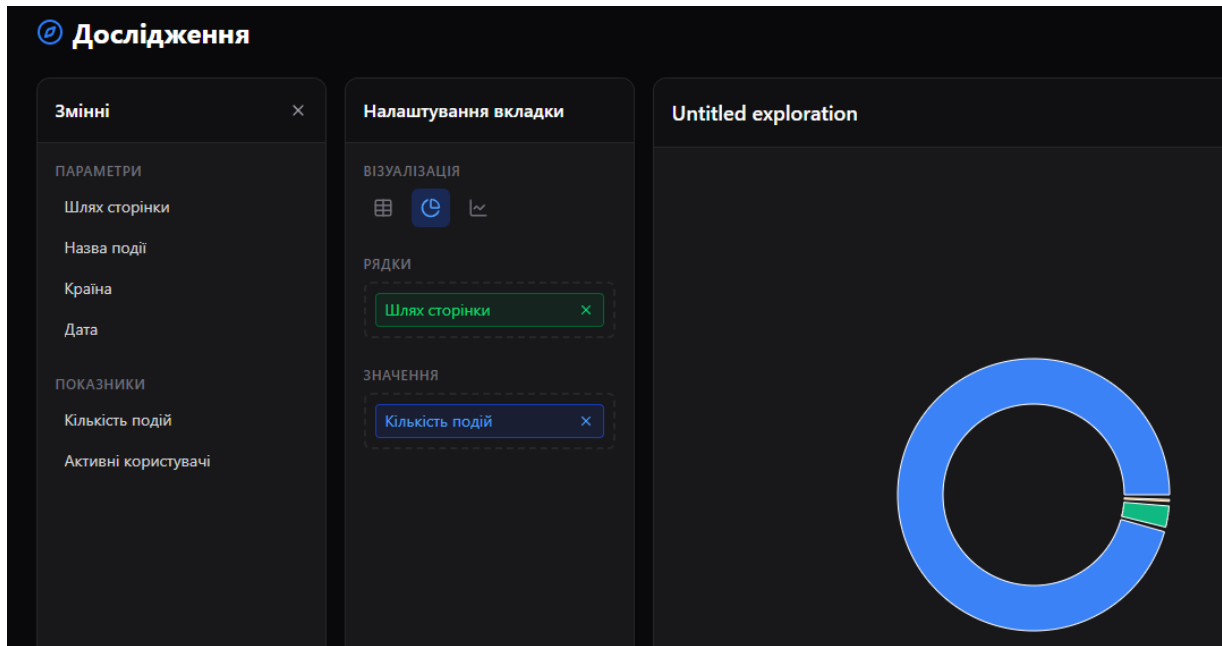 Дослідження
Змінні
ПАРАМЕТРИ
Шлях сторінки
Назва події
Країна
Дата
ПОКАЗНИКИ
Кількість подій
Активні користувачі
Налаштування вкладки
ВІЗУАЛІЗАЦІЯ
РЯДКИ
Шлях сторінки
ЗНАЧЕННЯ
Кількість подій
Untitled exploration